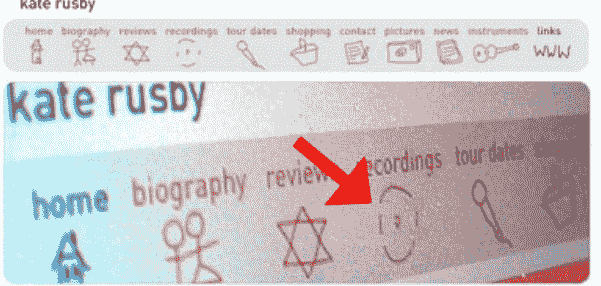 kate rusby
home biography reviews recordings tour dates shopping contact pictures news instruments links
www
kate rusby
home biography reviews recordings tour dates